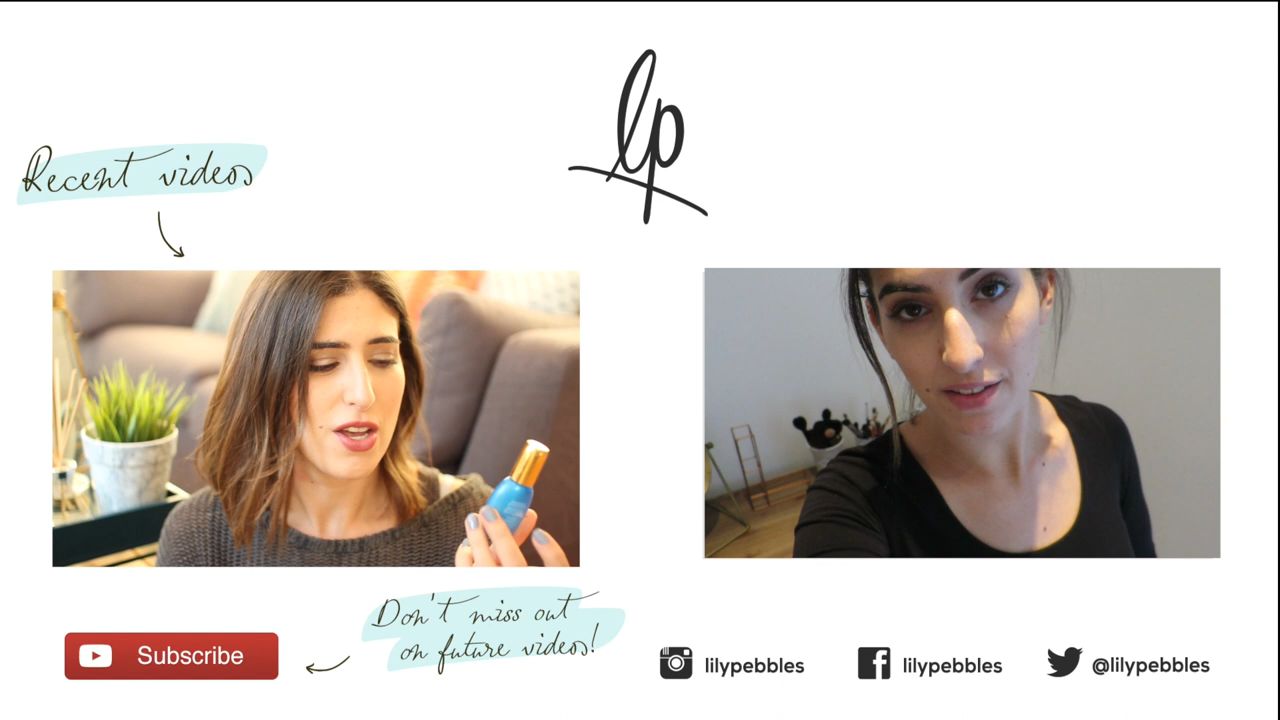 lp
Recent videos
Don't miss out
on future videos!
Subscribe
lilypebbles
lilypebbles
@lilypebbles